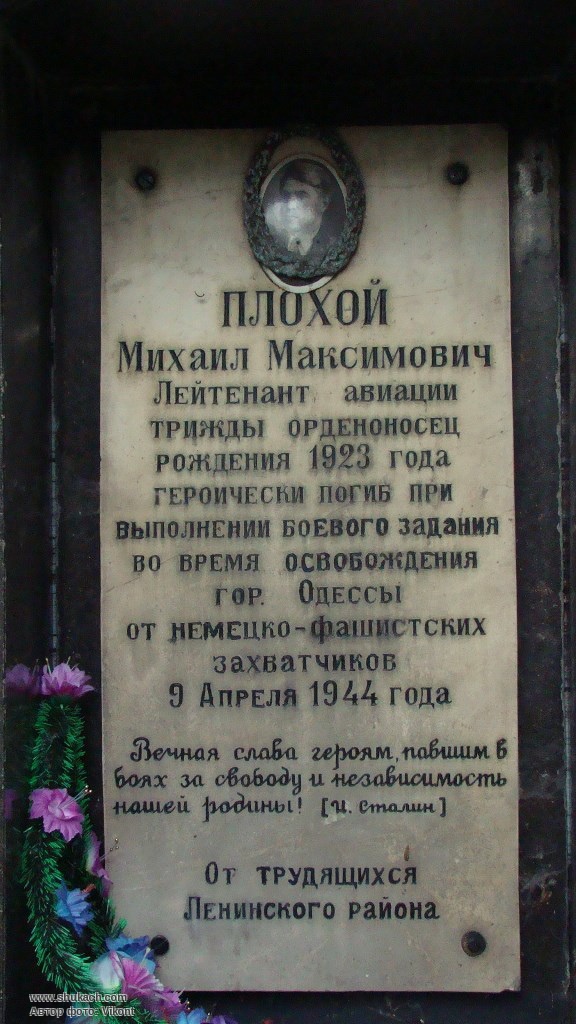 ПЛОХОЙ
Михаил Максимович
Лейтенант авиации
трижды орденоносец
рождения 1923 года
героически погиб при
выполнении боевого задания
во время освобождения
гор. Одессы
от немецко-фашистских
захватчиков
9 Апреля 1944 года
Вечная слава героям, павшим в
боях за свободу и независимость
нашей родины! [И. Сталин]
От трудящихся
Ленинского района
www.shukach.com
Автор фото: Vikont